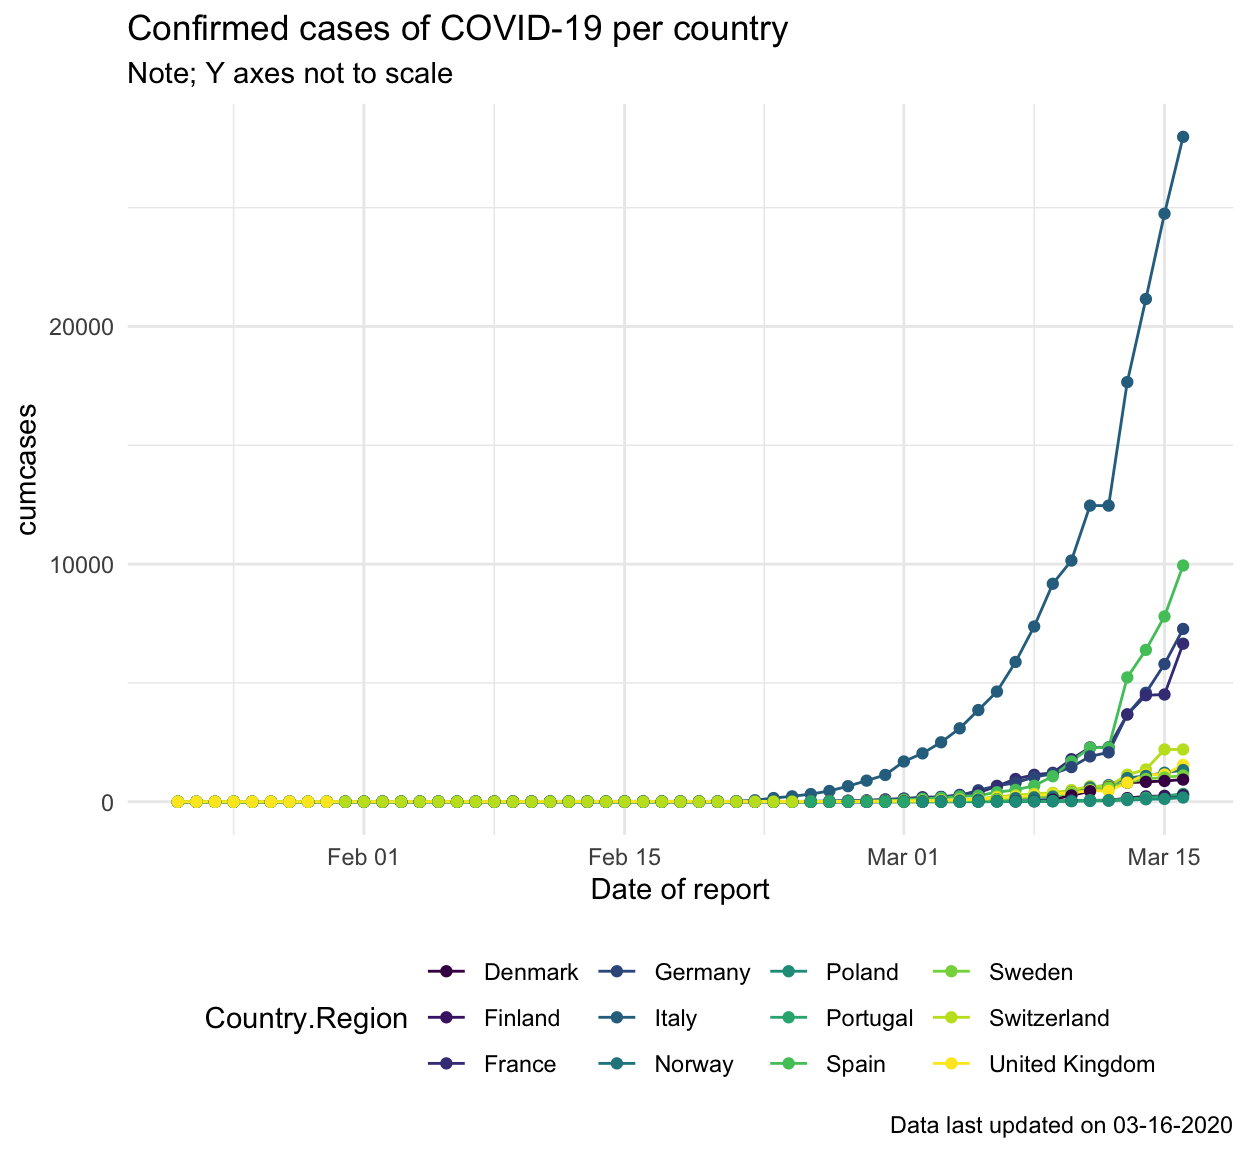 Confirmed cases of COVID-19 per country
Note; Y axes not to scale
cumcases
20000
10000
0
Feb 01
Feb 15
Mar 01
Mar 15
Date of report
Country.Region
Denmark
Finland
France
Germany
Italy
Norway
Poland
Portugal
Spain
Sweden
Switzerland
United Kingdom
Data last updated on 03-16-2020